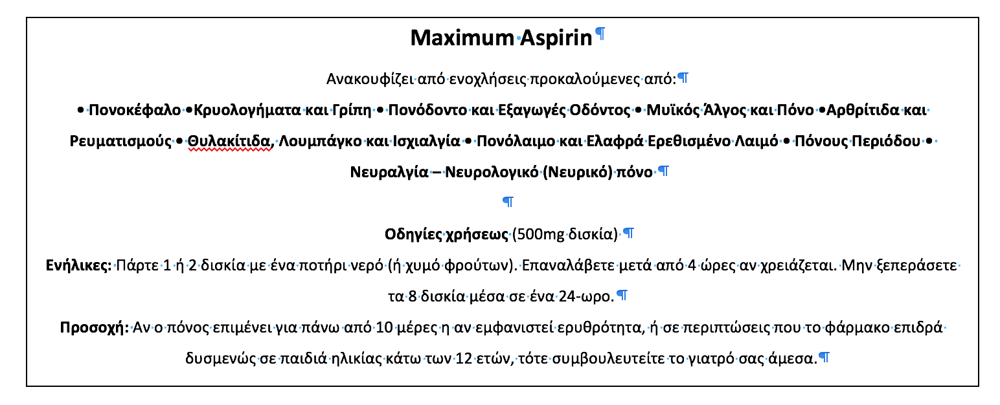 Maximum Aspirin
Ανακουφίζει από ενοχλήσεις προκαλούμενες από:
• Πονοκέφαλο •Κρυολογήματα και Γρίπη • Πονόδοντο και Εξαγωγές Οδόντος • Μυϊκός Άλγος και Πόνο •Αρθρίτιδα και
Ρευματισμούς • Θυλακίτιδα, Λουμπάγκο και Ισχιαλγία • Πονόλαιμο και Ελαφρά Ερεθισμένο Λαιμό • Πόνους Περιόδου •
Νευραλγία – Νευρολογικό (Νευρικό) πόνο
Οδηγίες χρήσεως (500mg δισκία)
Ενήλικες: Πάρτε 1 ή 2 δισκία με ένα ποτήρι νερό (ή χυμό φρούτων). Επαναλάβετε μετά από 4 ώρες αν χρειάζεται. Μην ξεπεράσετε
τα 8 δισκία μέσα σε ένα 24-ωρο.
Προσοχή: Αν ο πόνος επιμένει για πάνω από 10 μέρες η αν εμφανιστεί ερυθρότητα, ή σε περιπτώσεις που το φάρμακο επιδρά
δυσμενώς σε παιδιά ηλικίας κάτω των 12 ετών, τότε συμβουλευτείτε το γιατρό σας άμεσα.